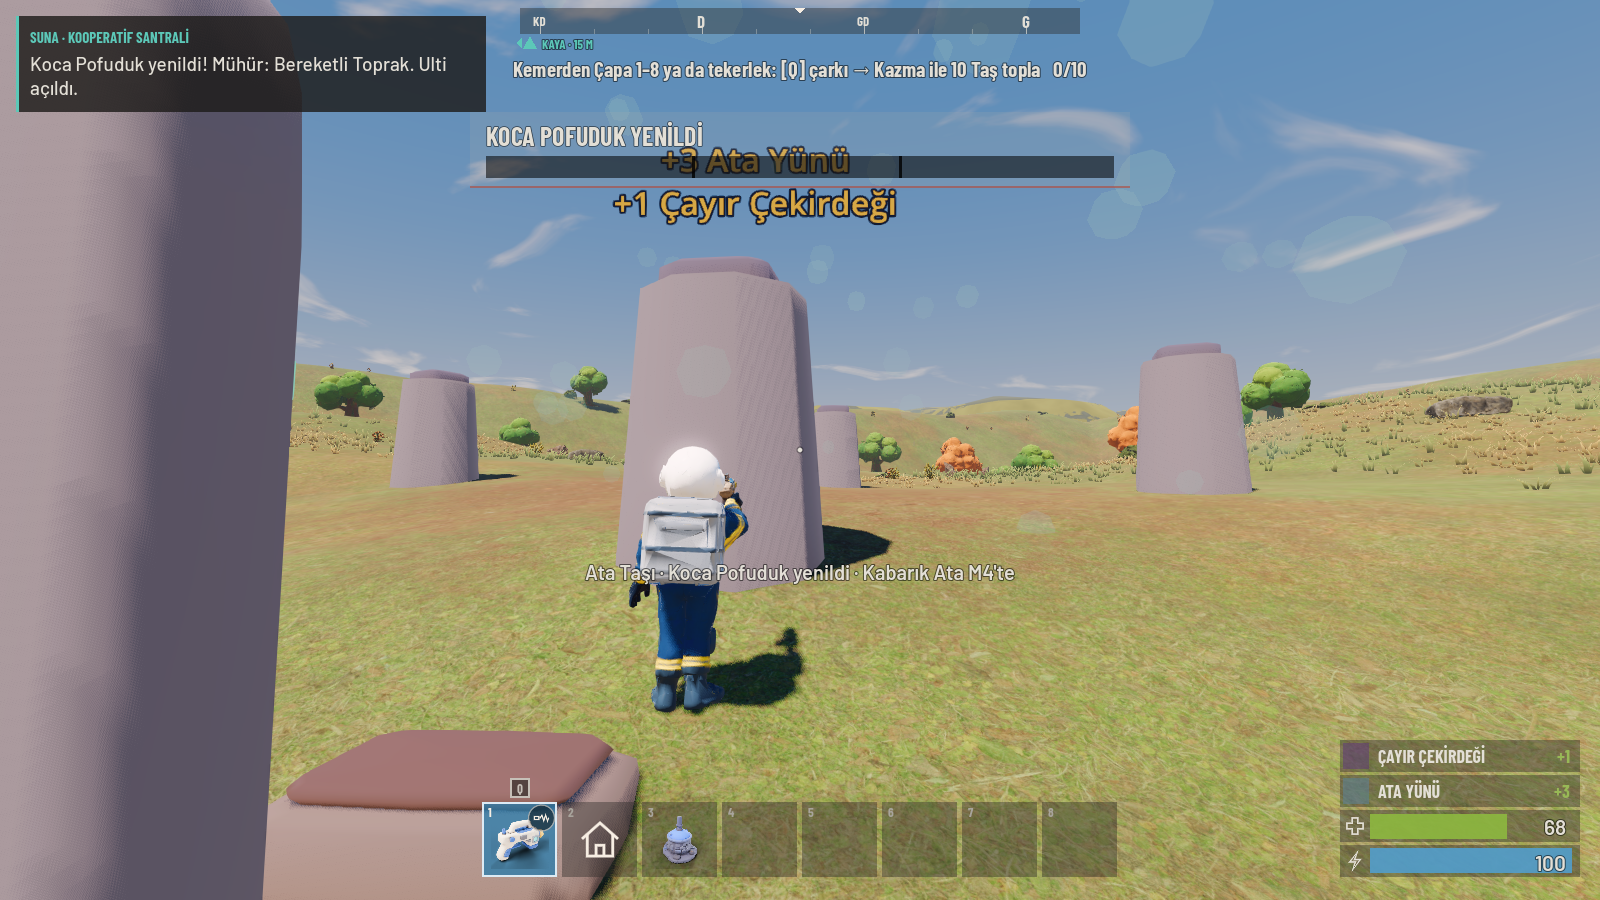 SUNA · KOOPERATİF SANTRALİ
Koca Pofuduk yenildi! Mühür: Bereketli Toprak. Ulti
açıldı.
KD D GD G
KAYA · 15 M
Kemerden Çapa 1-8 ya da tekerlek: [Q] çarkı → Kazma ile 10 Taş topla 0/10
KOCA POFUDUK YENİLDİ
+3 Ata Yünü
+1 Çayır Çekirdeği
Ata Taşı · Koca Pofuduk yenildi · Kabarık Ata M4'te
ÇAYIR ÇEKİRDEĞİ +1
ATA YÜNÜ +3
68
100
Q
1 2 3 4 5 6 7 8